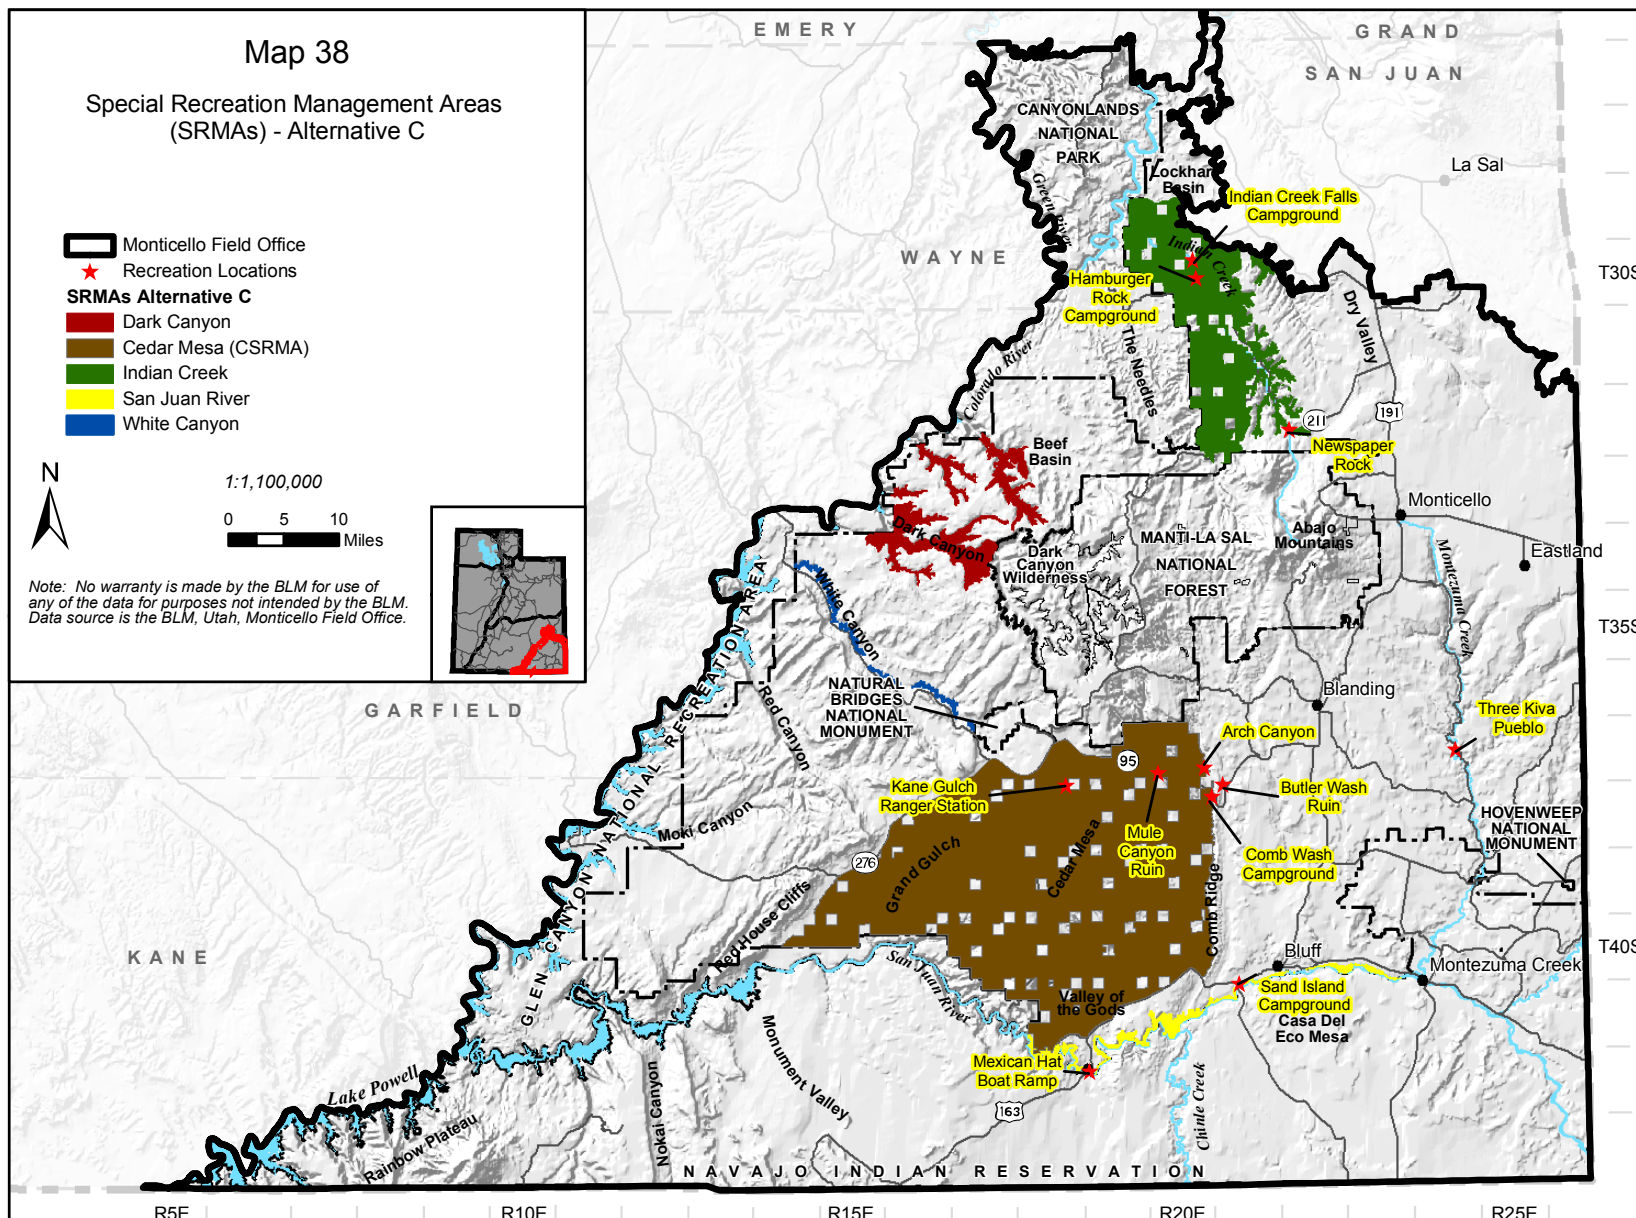 Map 38
Special Recreation Management Areas
(SRMAs) - Alternative C
Monticello Field Office
Recreation Locations
SRMAs Alternative C
Dark Canyon
Cedar Mesa (CSRMA)
Indian Creek
San Juan River
White Canyon
N
1:1,100,000
0 5 10
Miles
Note: No warranty is made by the BLM for use of
any of the data for purposes not intended by the BLM.
Data source is the BLM, Utah, Monticello Field Office.
EMERY
GRAND
SAN JUAN
WAYNE
GARFIELD
KANE
CANYONLANDS
NATIONAL
PARK
Green River
Lockhart
Basin
La Sal
Indian Creek Falls
Campground
Indian Creek
Hamburger
Rock
Campground
The Needles
Dry Valley
T30S
Colorado River
191
211
Newspaper
Rock
Beef
Basin
Monticello
Dark Canyon
Dark
Canyon
Wilderness
MANTI-LA SAL
NATIONAL
FOREST
Abajo
Mountains
Eastland
Montezuma Creek
White Canyon
T35S
GLEN CANYON NATIONAL RECREATION AREA
Red Canyon
NATURAL
BRIDGES
NATIONAL
MONUMENT
Blanding
Three Kiva
Pueblo
Arch Canyon
95
Kane Gulch
Ranger Station
Butler Wash
Ruin
Mule
Canyon
Ruin
Comb Wash
Campground
HOVENWEEP
NATIONAL
MONUMENT
Moki Canyon
276
Grand Gulch
Cedar Mesa
Comb Ridge
Red House Cliffs
T40S
Bluff
Montezuma Creek
San Juan River
Valley of
the Gods
Sand Island
Campground
Casa Del
Eco Mesa
Mexican Hat
Boat Ramp
163
Monument Valley
Nokai Canyon
Chinle Creek
Lake Powell
Rainbow Plateau
NAVAJO INDIAN RESERVATION
R5E R10E R15E R20E R25E